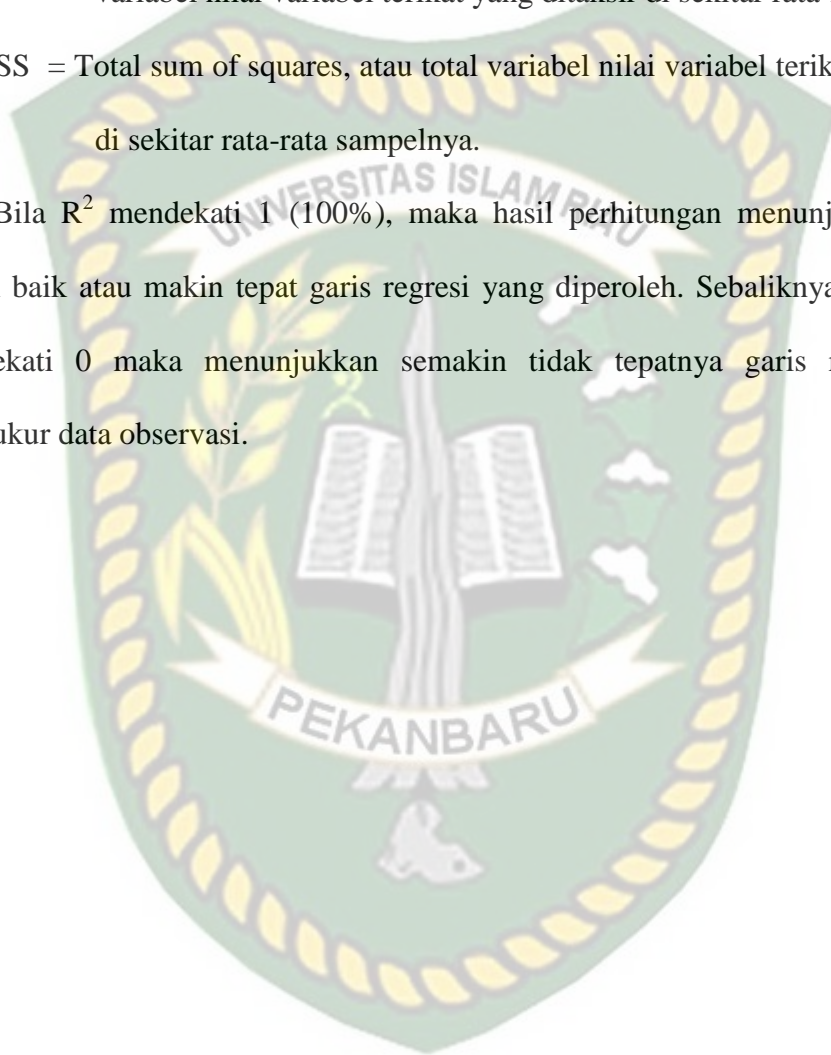 variabel nilai variabel terikat yang ditaksir di sekitar rata
SS = Total sum of squares, atau total variabel nilai variabel terik
di sekitar rata-rata sampelnya.
UNIVERSITAS ISLAM RIAU
Bila R² mendekati 1 (100%), maka hasil perhitungan menunj
baik atau makin tepat garis regresi yang diperoleh. Sebaliknya
ekati 0 maka menunjukkan semakin tidak tepatnya garis
ukur data observasi.
PEKANBARU